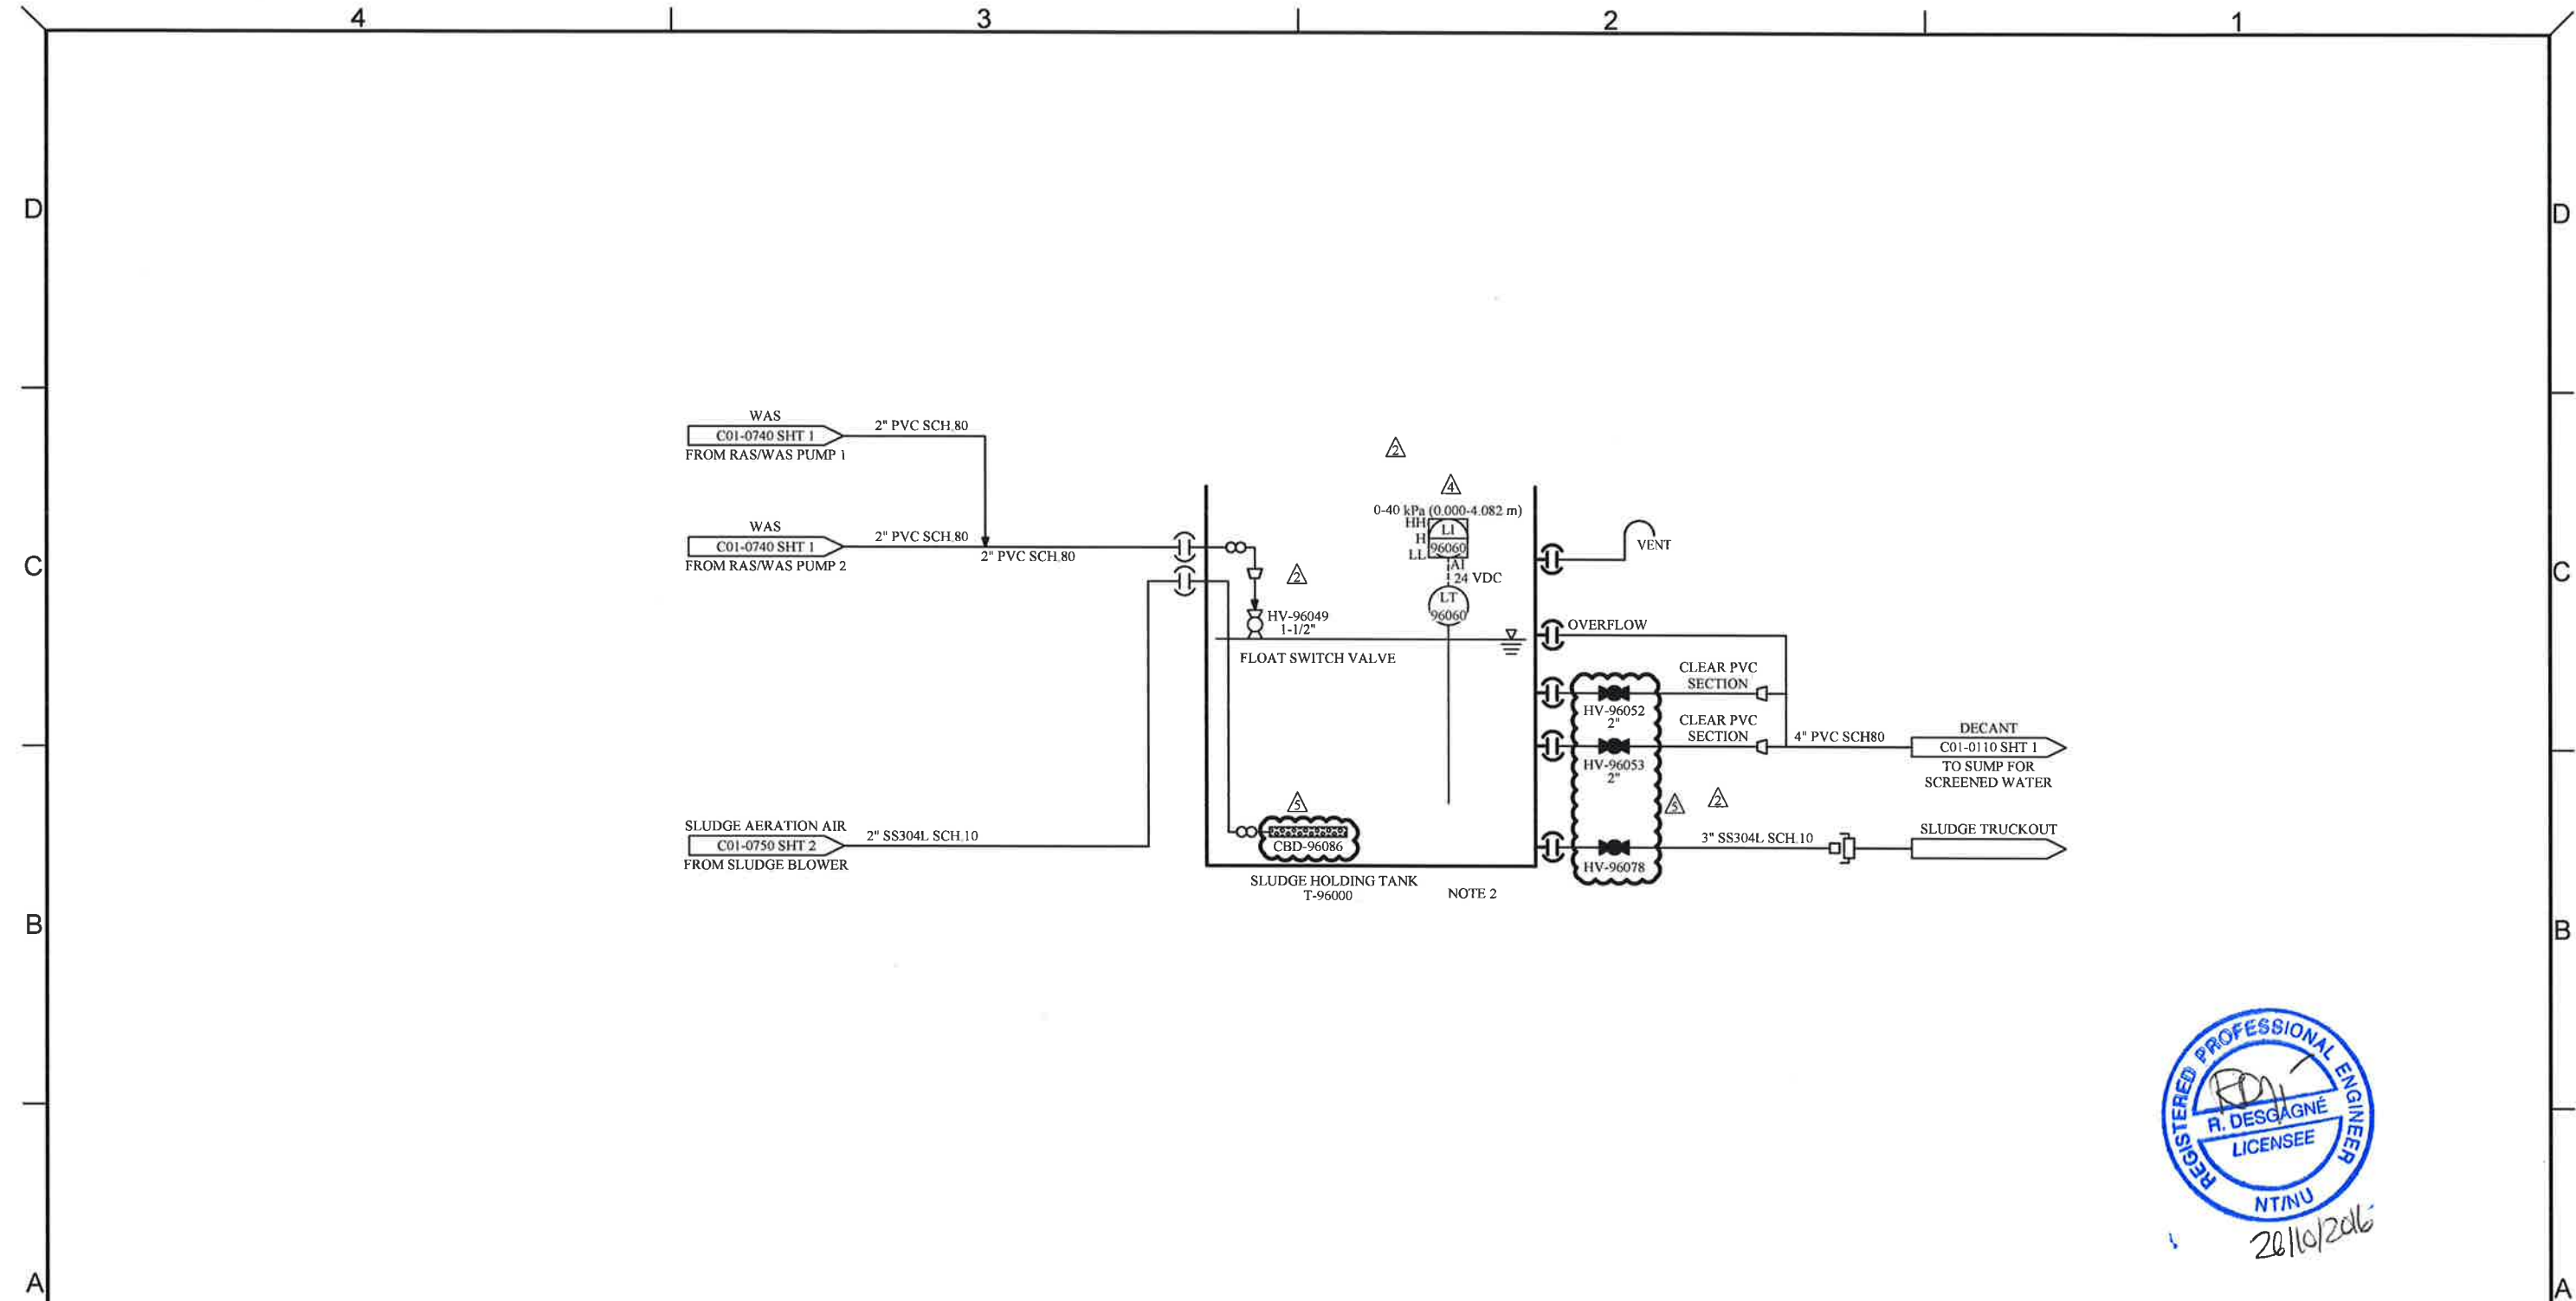 4
3
2
1
D
D
WAS
C01-0740 SHT 1
FROM RAS/WAS PUMP 1
2" PVC SCH.80
WAS
C01-0740 SHT 1
FROM RAS/WAS PUMP 2
2" PVC SCH.80
2" PVC SCH.80
C
C
2
4
0-40 kPa (0.000-4.082 m)
HH
H
LL
LI
96060
AI
24 VDC
LT
96060
2
HV-96049
1-1/2"
FLOAT SWITCH VALVE
VENT
OVERFLOW
CLEAR PVC
SECTION
HV-96052
2"
CLEAR PVC
SECTION
HV-96053
2"
4" PVC SCH80
DECANT
C01-0110 SHT 1
TO SUMP FOR
SCREENED WATER
5
2
SLUDGE AERATION AIR
C01-0750 SHT 2
FROM SLUDGE BLOWER
2" SS304L SCH.10
5
CBD-96086
HV-96078
3" SS304L SCH.10
SLUDGE TRUCKOUT
SLUDGE HOLDING TANK
T-96000
NOTE 2
B
B
REGISTERED PROFESSIONAL ENGINEER
R. DESGAGNÉ
LICENSEE
NT/NU
A
A